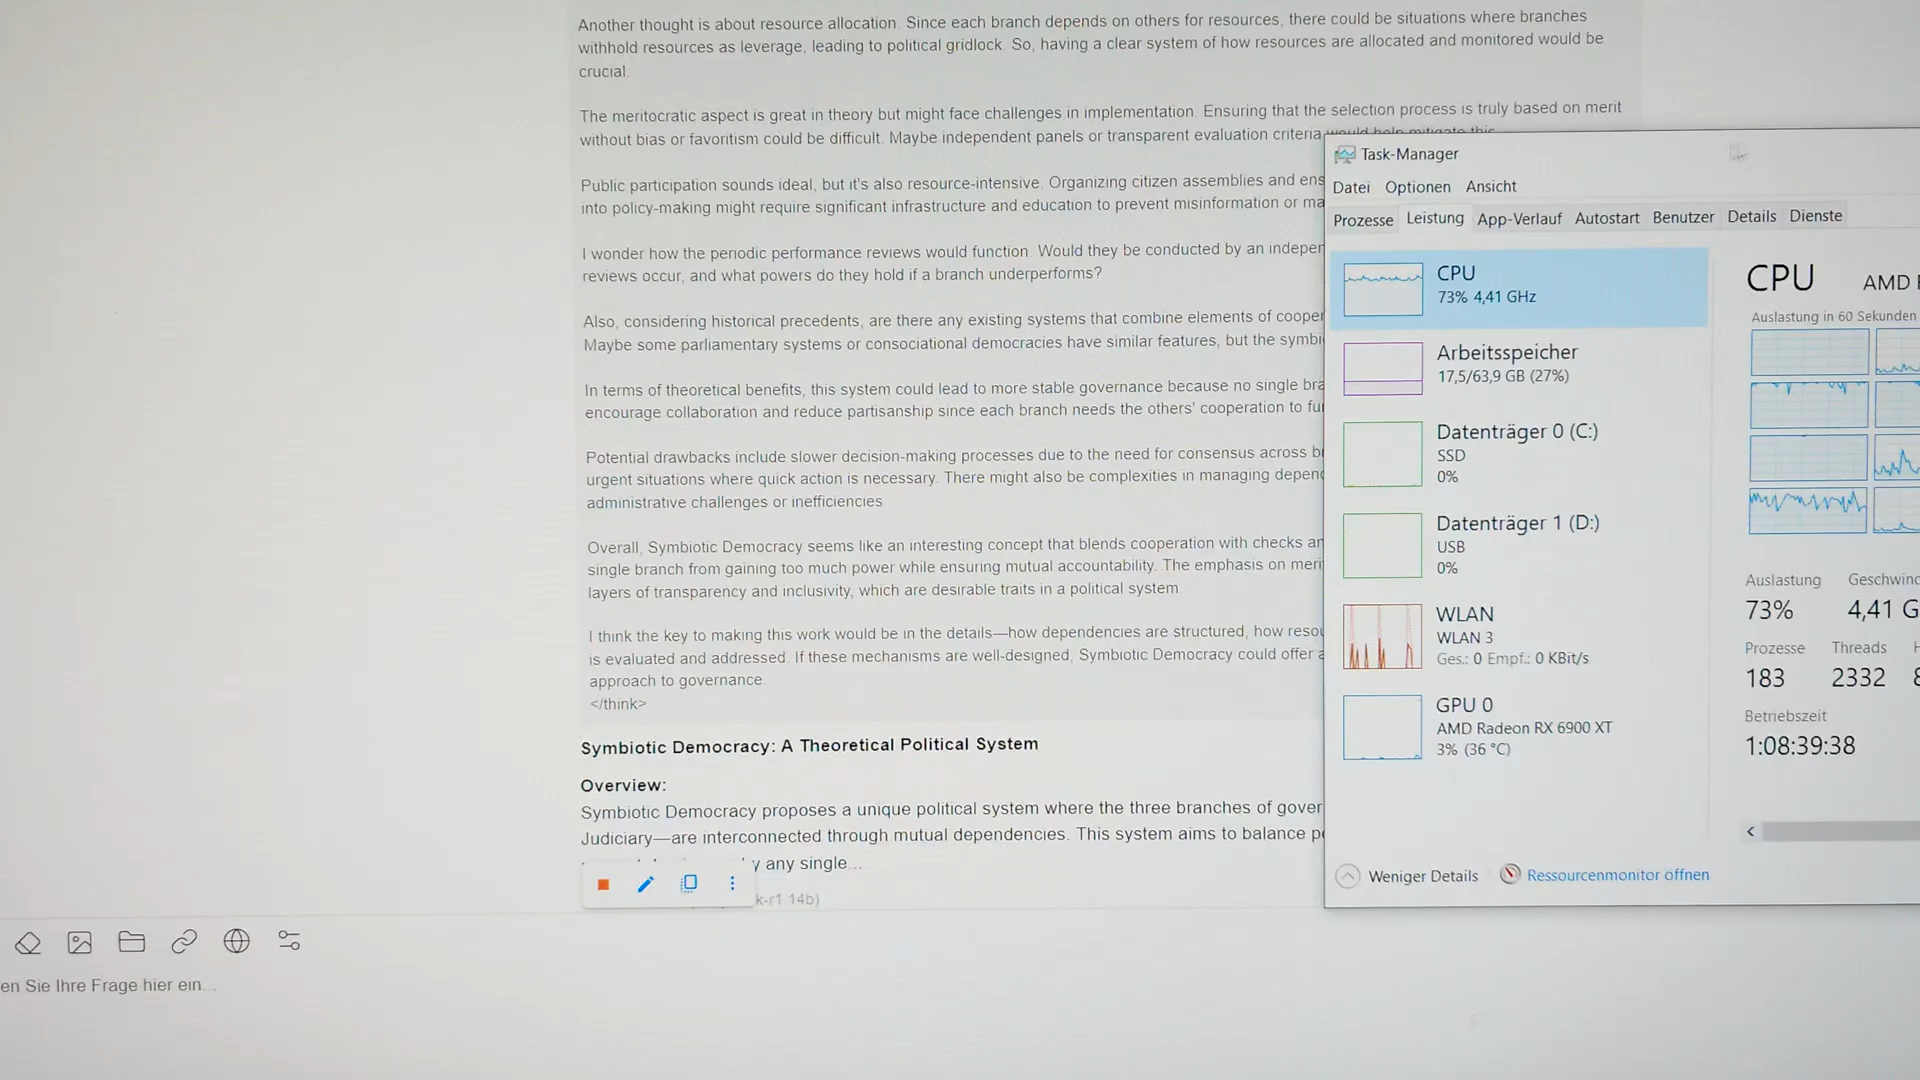 Another thought is about resource allocation. Since each branch depends on others for resources, there could be situations where branches
withhold resources as leverage, leading to political gridlock. So, having a clear system of how resources are allocated and monitored would be
crucial.
The meritocratic aspect is great in theory but might face challenges in implementation. Ensuring that the selection process is truly based on merit
without bias or favoritism could be difficult. Maybe independent panels or transparent evaluation criteria would help mitigate this
Public participation sounds ideal, but it's also resource-intensive. Organizing citizen assemblies and ens
into policy-making might require significant infrastructure and education to prevent misinformation or ma
I wonder how the periodic performance reviews would function. Would they be conducted by an indepen
reviews occur, and what powers do they hold if a branch underperforms?
Also, considering historical precedents, are there any existing systems that combine elements of cooper
Maybe some parliamentary systems or consociational democracies have similar features, but the symbi
In terms of theoretical benefits, this system could lead to more stable governance because no single bra
encourage collaboration and reduce partisanship since each branch needs the others' cooperation to fu
Potential drawbacks include slower decision-making processes due to the need for consensus across b
urgent situations where quick action is necessary. There might also be complexities in managing depend
administrative challenges or inefficiencies
Overall, Symbiotic Democracy seems like an interesting concept that blends cooperation with checks an
single branch from gaining too much power while ensuring mutual accountability. The emphasis on meri
layers of transparency and inclusivity, which are desirable traits in a political system
I think the key to making this work would be in the details—how dependencies are structured, how resou
is evaluated and addressed. If these mechanisms are well-designed, Symbiotic Democracy could offer a
approach to governance.
</think>
Symbiotic Democracy: A Theoretical Political System
Overview:
Symbiotic Democracy proposes a unique political system where the three branches of gover
Judiciary—are interconnected through mutual dependencies. This system aims to balance p
y any single...
k-r1 14b)
en Sie Ihre Frage hier ein...
Task-Manager
Datei Optionen Ansicht
Prozesse Leistung App-Verlauf Autostart Benutzer Details Dienste
CPU
73% 4,41 GHz
Arbeitsspeicher
17,5/63,9 GB (27%)
Datenträger 0 (C:)
SSD
0%
Datenträger 1 (D:)
USB
0%
WLAN
WLAN 3
Ges.: 0 Empf.: 0 KBit/s
GPU 0
AMD Radeon RX 6900 XT
3% (36 °C)
CPU AMD
Auslastung in 60 Sekunden
Auslastung Geschwind
73% 4,41 G
Prozesse Threads H
183 2332 8
Betriebszeit
1:08:39:38
Weniger Details Ressourcenmonitor öffnen